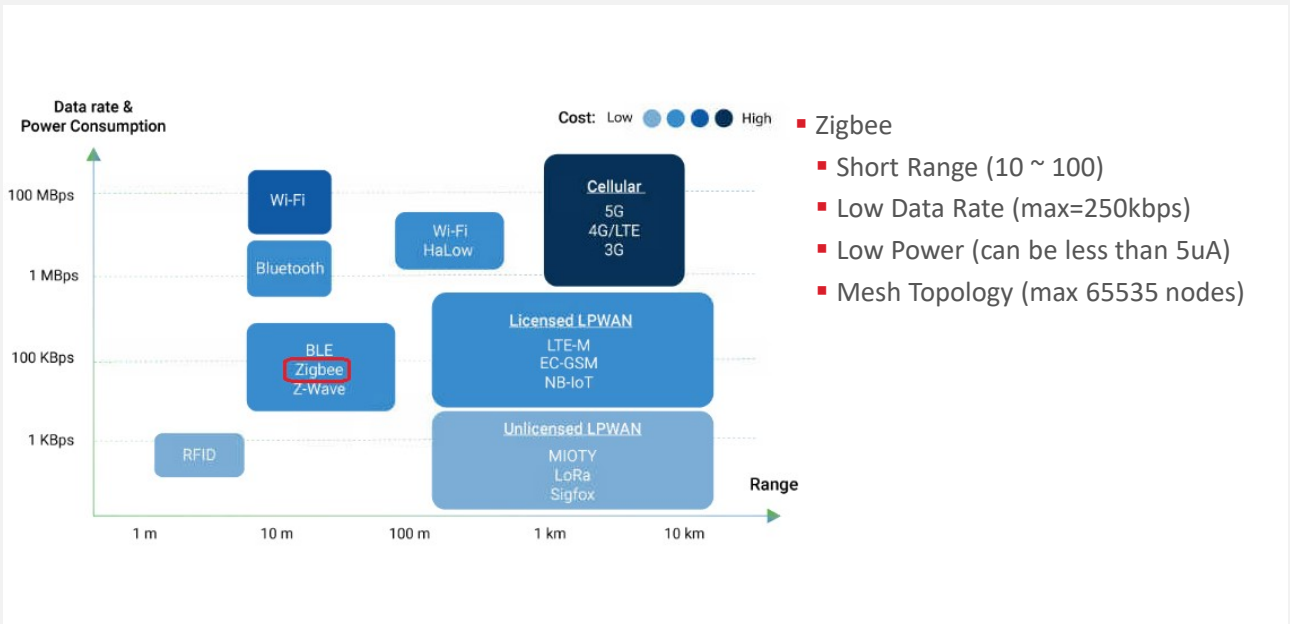 Data rate &
Power Consumption
Cost: Low High
100 MBps
1 MBps
100 KBps
1 KBps
Wi-Fi
Bluetooth
Wi-Fi
HaLow
Cellular
5G
4G/LTE
3G
BLE
Zigbee
Z-Wave
Licensed LPWAN
LTE-M
EC-GSM
NB-IoT
RFID
Unlicensed LPWAN
MIOTY
LoRa
Sigfox
Range
1 m
10 m
100 m
1 km
10 km
Zigbee
Short Range (10 ~ 100)
Low Data Rate (max=250kbps)
Low Power (can be less than 5uA)
Mesh Topology (max 65535 nodes)